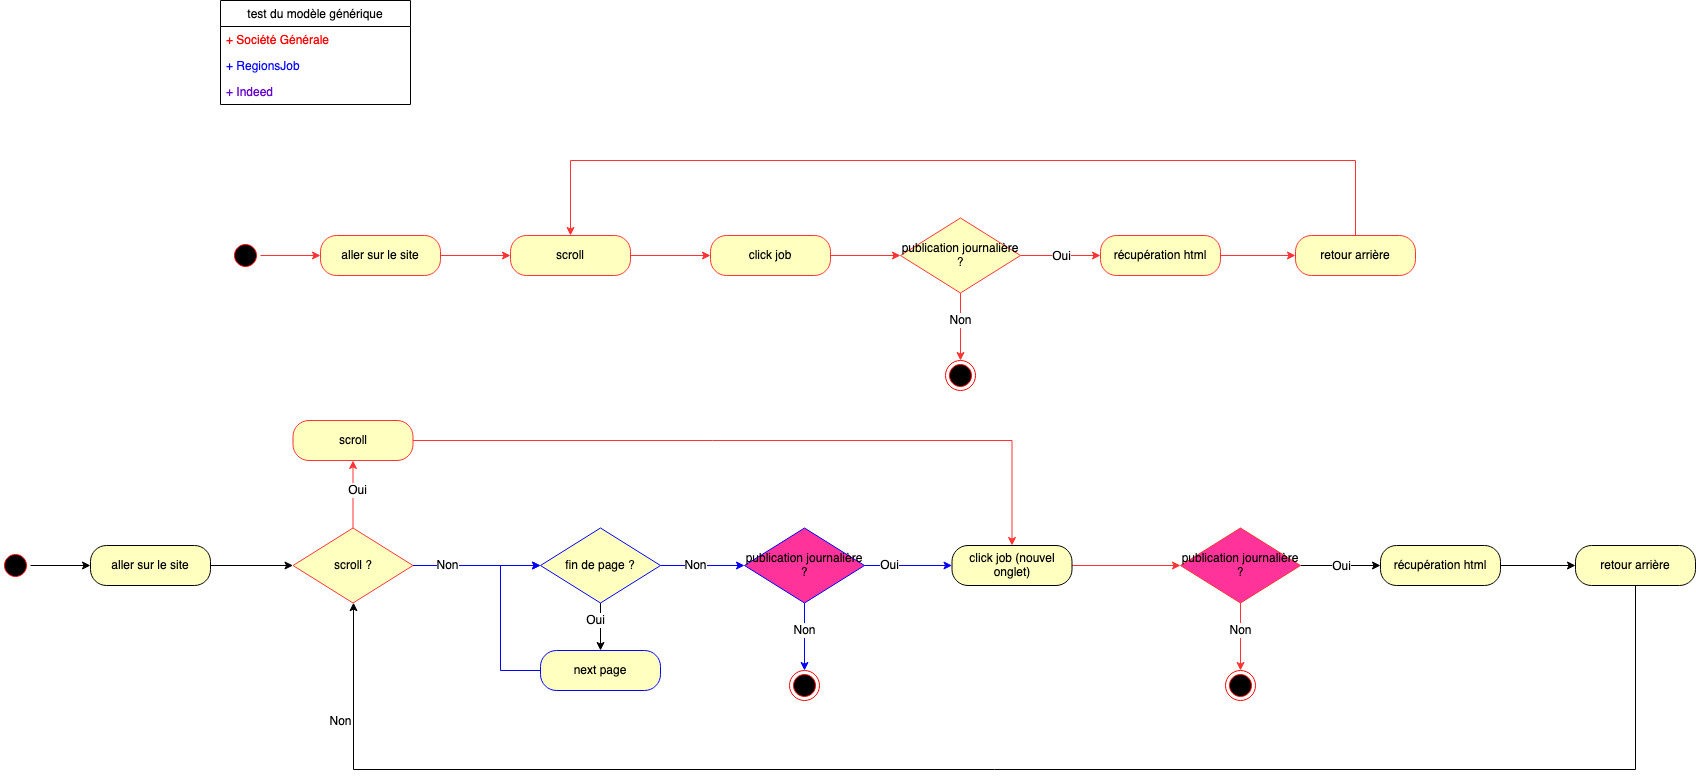 test du modèle générique
+ Société Générale
+ RegionsJob
+ Indeed
aller sur le site
scroll
click job
publication journalière
?
Oui
récupération html
retour arrière
Non
scroll
Oui
aller sur le site
scroll ?
Non
fin de page ?
Non
publication journalière
?
Oui
click job (nouvel
onglet)
publication journalière
?
Oui
récupération html
retour arrière
Oui
Non
Non
next page
Non